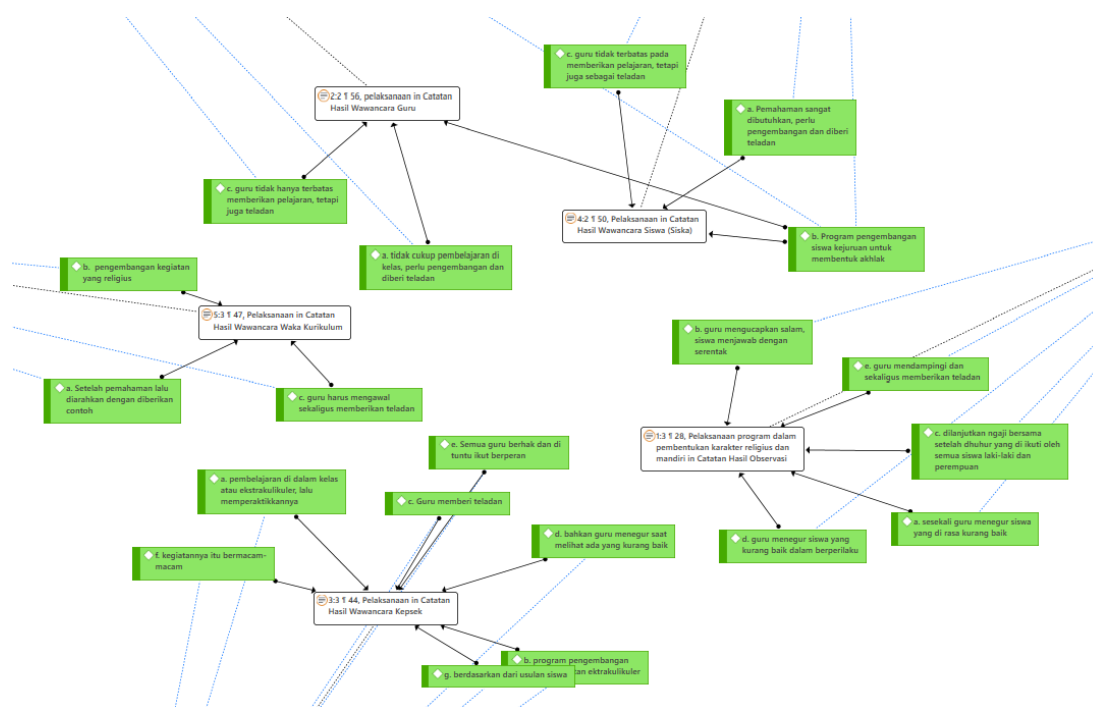 c. guru tidak terbatas pada
memberikan pelajaran, tetapi
juga sebagai teladan
2:2 ¶ 56, pelaksanaan in Catatan
Hasil Wawancara Guru
a. Pemahaman sangat
dibutuhkan, perlu
pengembangan dan diberi
teladan
c. guru tidak hanya terbatas
memberikan pelajaran, tetapi
juga teladan
4:2 ¶ 50, Pelaksanaan in Catatan
Hasil Wawancara Siswa (Siska)
b. Program pengembangan
siswa kejuruan untuk
membentuk akhlak
a. tidak cukup pembelajaran di
kelas, perlu pengembangan dan
diberi teladan
b. pengembangan kegiatan
yang religius
5:3 ¶ 47, Pelaksanaan in Catatan
Hasil Wawancara Waka Kurikulum
b. guru mengucapkan salam,
siswa menjawab dengan
serentak
e. guru mendampingi dan
sekaligus memberikan teladan
a. Setelah pemahaman lalu
diarahkan dengan diberikan
contoh
c. guru harus mengawal
sekaligus memberikan teladan
1:3 ¶ 28, Pelaksanaan program dalam
pembentukan karakter religius dan
mandiri in Catatan Hasil Observasi
c. dilanjutkan ngaji bersama
setelah dhuhur yang di ikuti oleh
semua siswa laki-laki dan
perempuan
e. Semua guru berhak dan di
tuntu ikut berperan
a. pembelajaran di dalam kelas
atau ekstrakulikuler, lalu
memperaktikkannya
c. Guru memberi teladan
a. sesekali guru menegur siswa
yang di rasa kurang baik
d. bahkan guru menegur saat
melihat ada yang kurang baik
d. guru menegur siswa yang
kurang baik dalam berperilaku
f. kegiatannya itu bermacam-
macam
3:3 ¶ 44, Pelaksanaan in Catatan
Hasil Wawancara Kepsek
b. program pengembangan
ektrakulikuler
g. berdasarkan dari usulan siswa